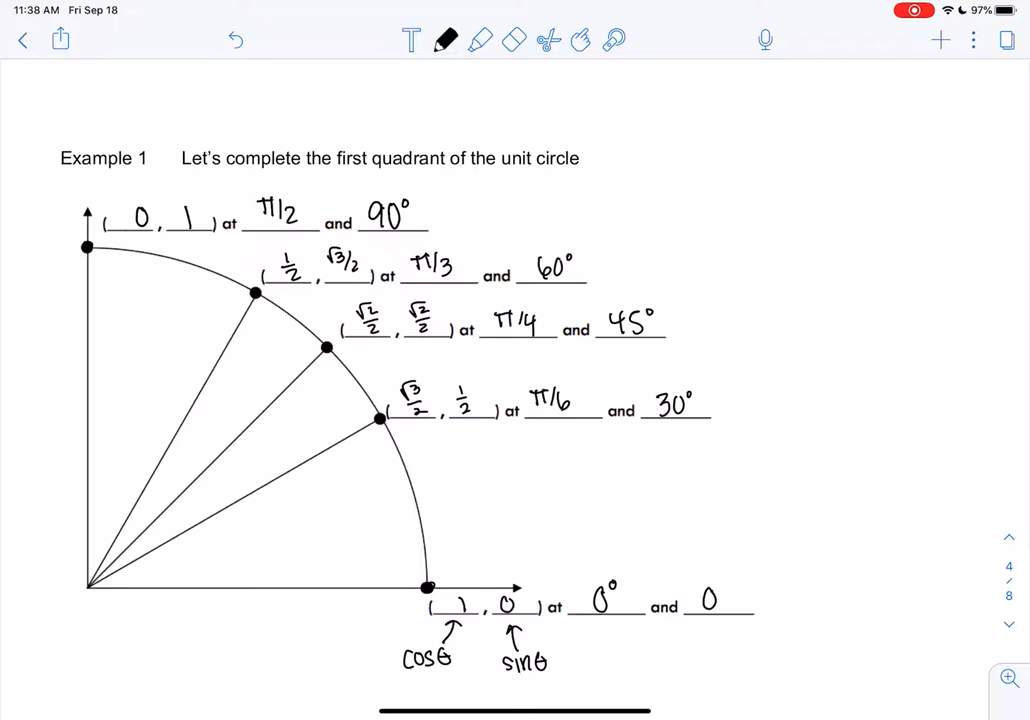 11:38 AM Fri Sep 18 97%
T
Example 1 Let's complete the first quadrant of the unit circle
( 0 , 1 ) at π/2 and 90°
( 1/2 , √3/2 ) at π/3 and 60°
( √2/2 , √2/2 ) at π/4 and 45°
( √3/2 , 1/2 ) at π/6 and 30°
( 1 , 0 ) at 0° and 0
cosθ sinθ
4
/
8